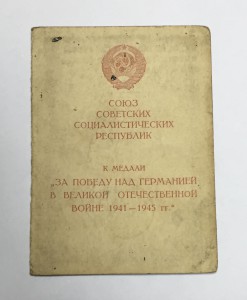 СОЮЗ
СОВЕТСКИХ
СОЦИАЛИСТИЧЕСКИХ
РЕСПУБЛИК
К МЕДАЛИ
„ЗА ПОБЕДУ НАД ГЕРМАНИЕЙ
В ВЕЛИКОЙ ОТЕЧЕСТВЕННОЙ
ВОЙНЕ 1941—1945 гг."